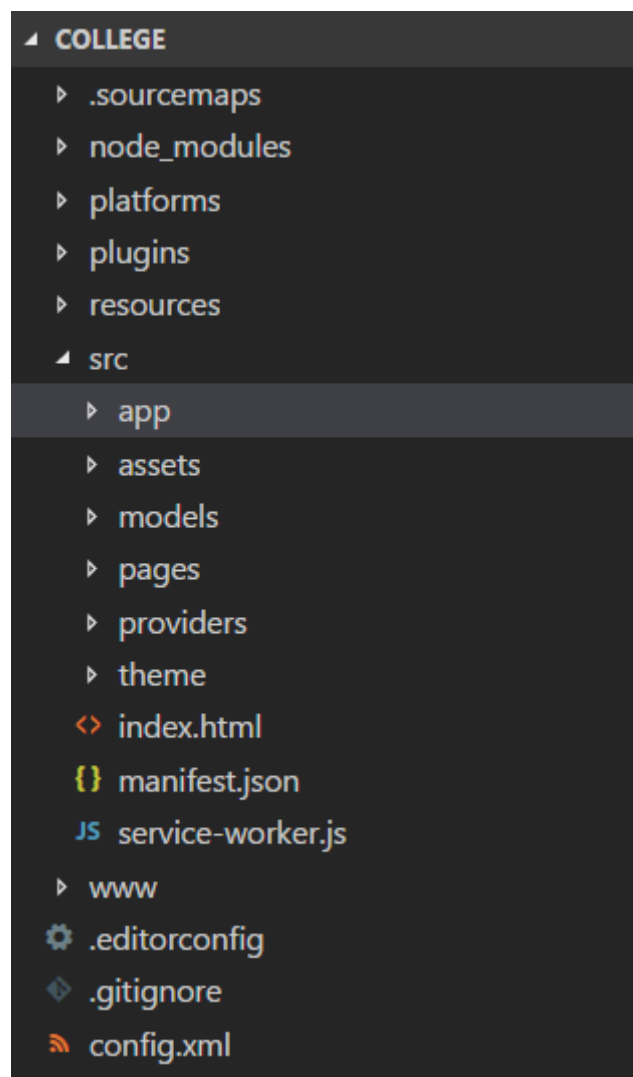 COLLEGE
.sourcemaps
node_modules
platforms
plugins
resources
src
app
assets
models
pages
providers
theme
<> index.html
{} manifest.json
JS service-worker.js
www
.editorconfig
.gitignore
config.xml